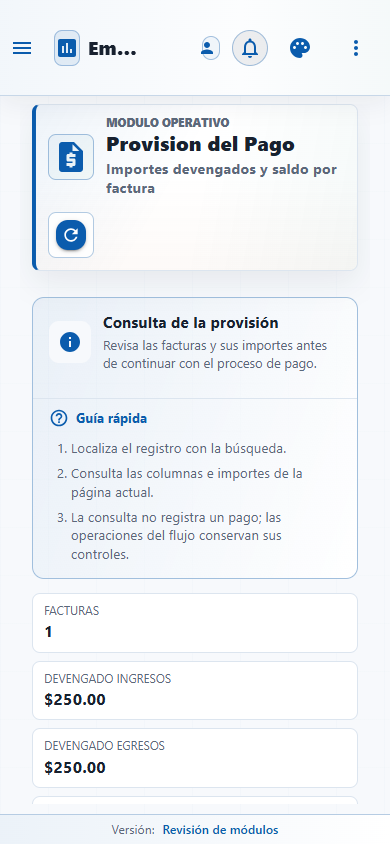 Em...
MODULO OPERATIVO
Provision del Pago
Importes devengados y saldo por
factura
Consulta de la provisión
Revisa las facturas y sus importes antes
de continuar con el proceso de pago.
Guía rápida
1. Localiza el registro con la búsqueda.
2. Consulta las columnas e importes de la
página actual.
3. La consulta no registra un pago; las
operaciones del flujo conservan sus
controles.
FACTURAS
1
DEVENGADO INGRESOS
$250.00
DEVENGADO EGRESOS
$250.00
Versión: Revisión de módulos